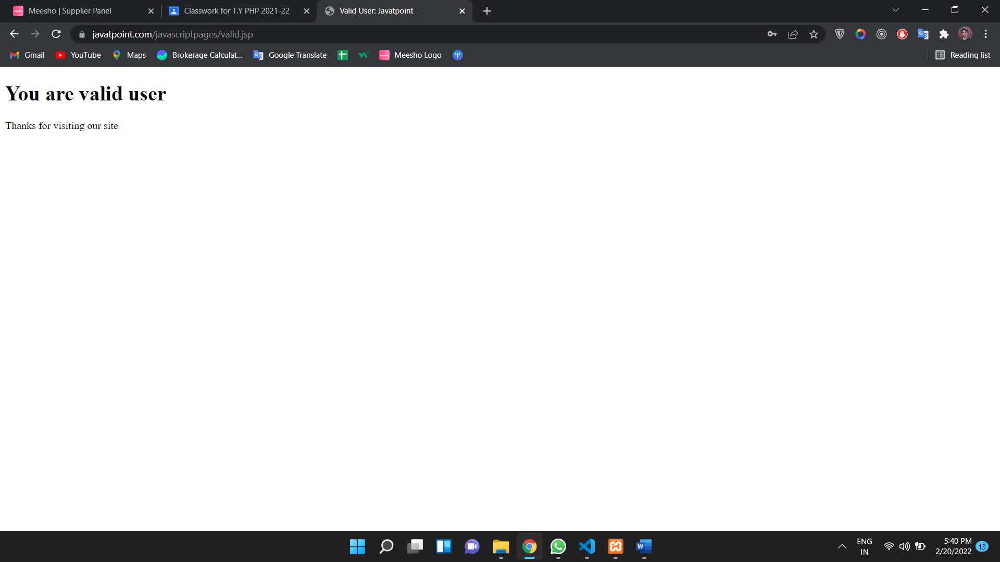 Meesho | Supplier Panel
Classwork for T.Y PHP 2021-22
Valid User: Javatpoint
javatpoint.com/javascriptpages/valid.jsp
Gmail
YouTube
Maps
Brokerage Calculat...
Google Translate
Meesho Logo
Reading list
You are valid user
Thanks for visiting our site
ENG
IN
5:40 PM
2/20/2022
13